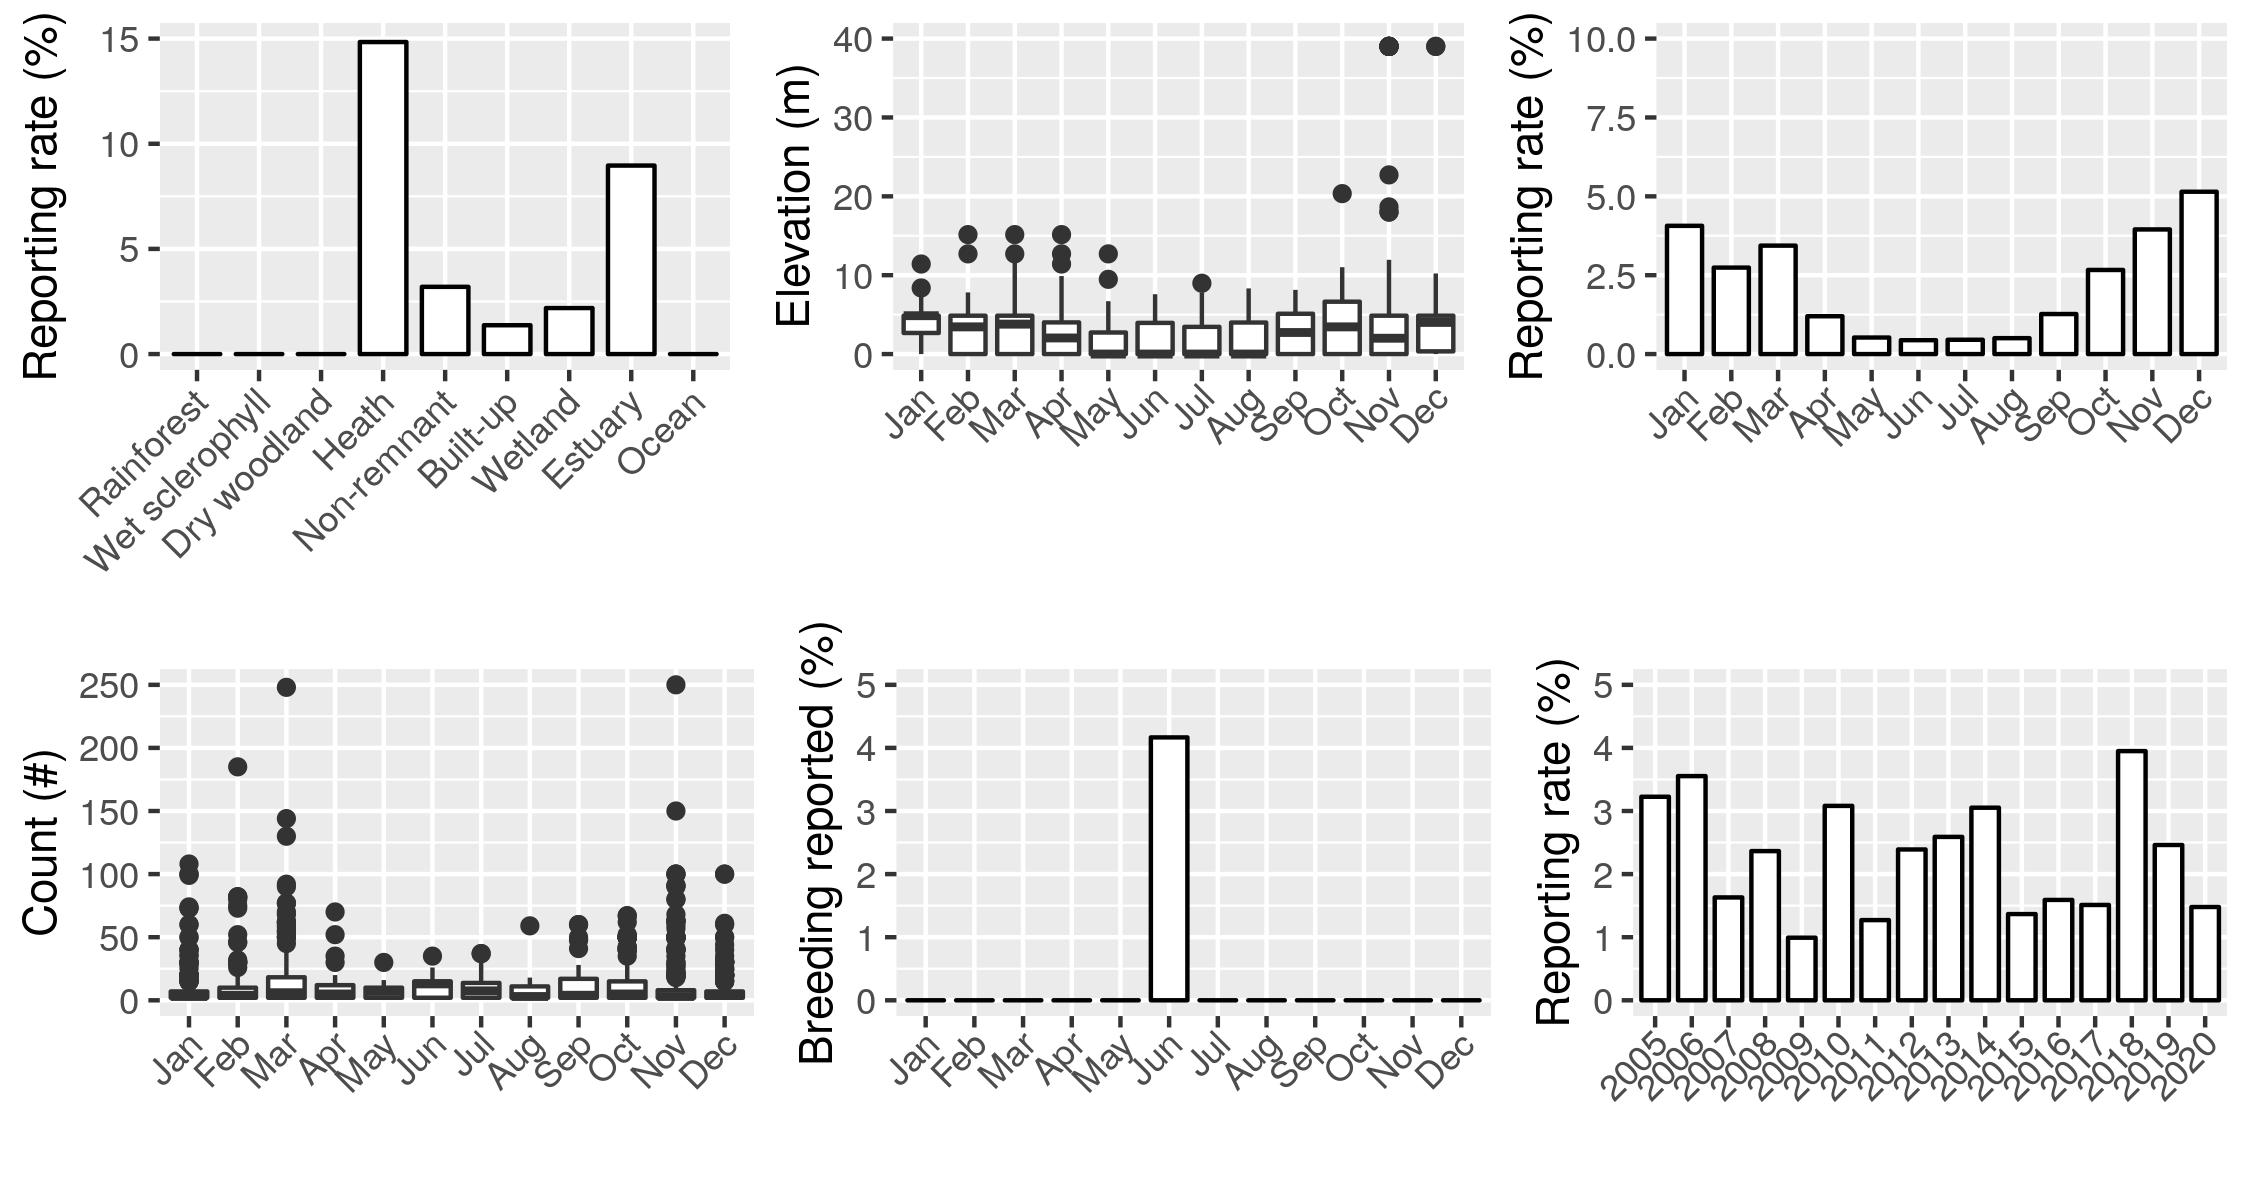 Reporting rate (%)
15
10
5
0
Rainforest
Wet sclerophyll
Dry woodland
Heath
Non-remnant
Built-up
Wetland
Estuary
Ocean
Elevation (m)
40
30
20
10
0
Jan
Feb
Mar
Apr
May
Jun
Jul
Aug
Sep
Oct
Nov
Dec
Reporting rate (%)
10.0
7.5
5.0
2.5
0.0
Jan
Feb
Mar
Apr
May
Jun
Jul
Aug
Sep
Oct
Nov
Dec
Count (#)
250
200
150
100
50
0
Jan
Feb
Mar
Apr
May
Jun
Jul
Aug
Sep
Oct
Nov
Dec
Breeding reported (%)
5
4
3
2
1
0
Jan
Feb
Mar
Apr
May
Jun
Jul
Aug
Sep
Oct
Nov
Dec
Reporting rate (%)
5
4
3
2
1
0
2005
2006
2007
2008
2009
2010
2011
2012
2013
2014
2015
2016
2017
2018
2019
2020